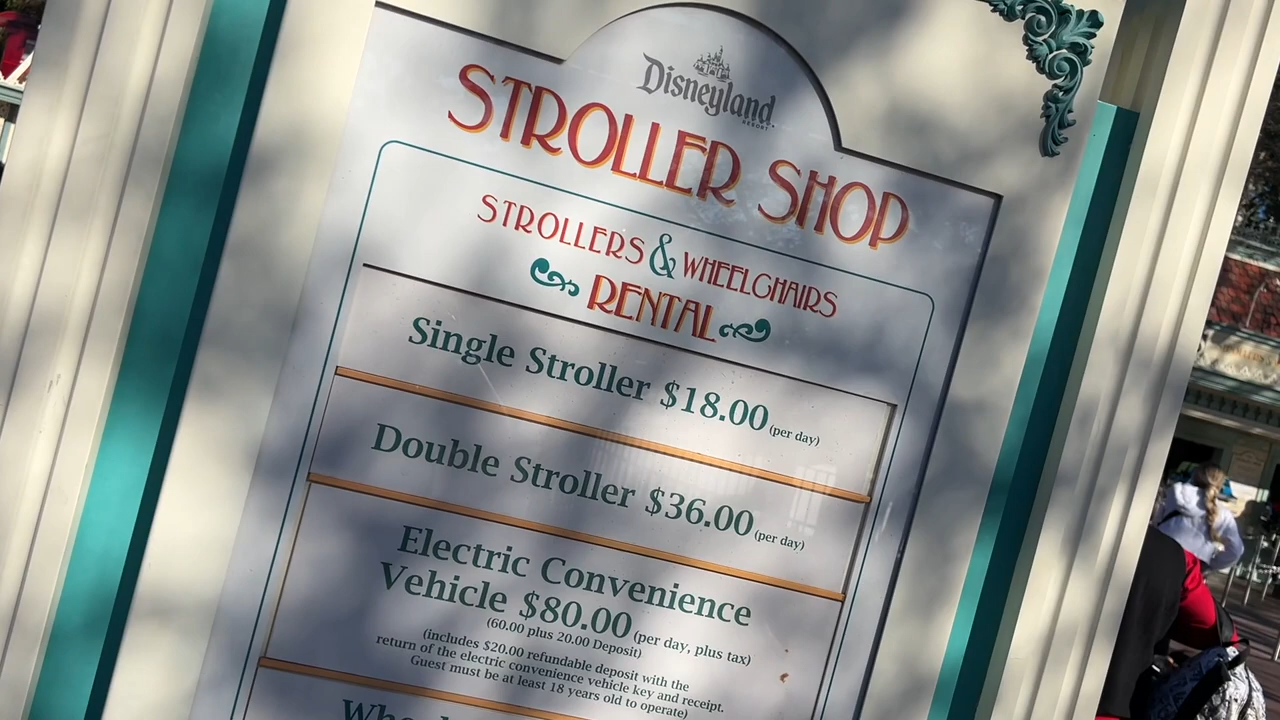 Disneyland
RESORT
STROLLER SHOP
STROLLERS & WHEELCHAIRS
RENTAL
Single Stroller $18.00 (per day)
Double Stroller $36.00 (per day)
Electric Convenience
Vehicle $80.00 (per day, plus tax)
(60.00 plus 20.00 Deposit)
(includes $20.00 refundable deposit with the
return of the electric convenience vehicle key and receipt.
Guest must be at least 18 years old to operate)